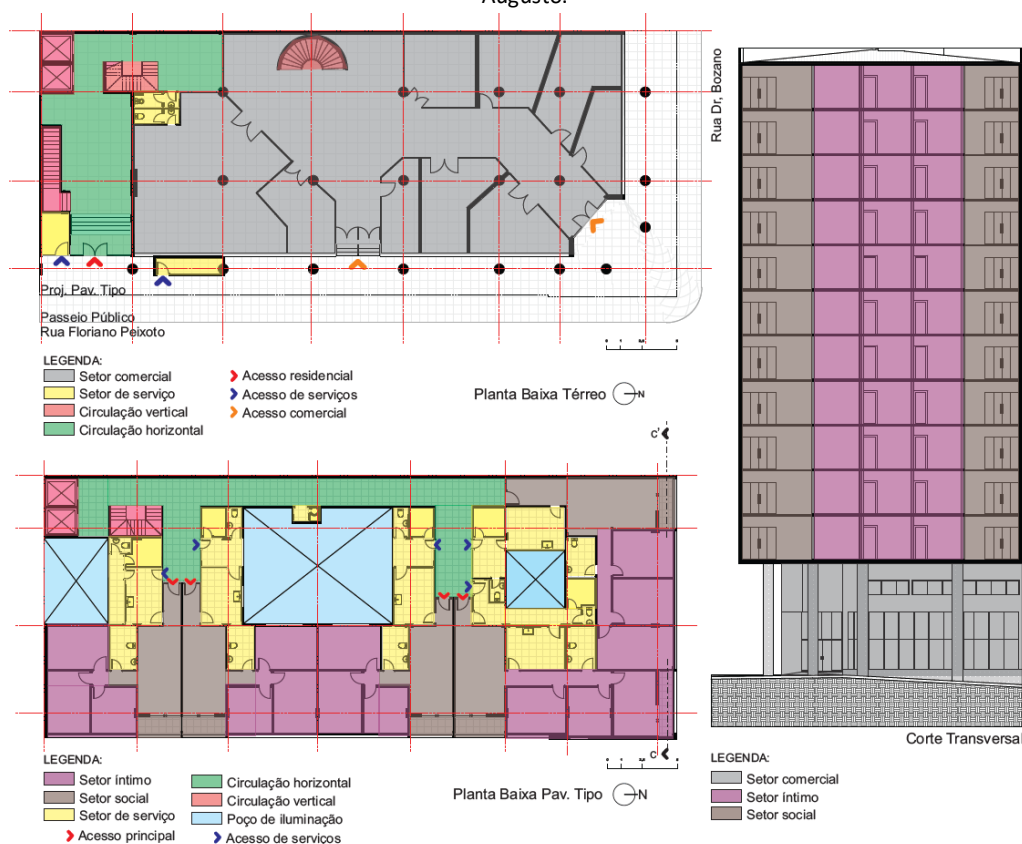 Augusto.
Rua Dr, Bozano
Proj. Pav. Tipo
Passeio Público
Rua Floriano Peixoto
LEGENDA:
Setor comercial
Setor de serviço
Circulação vertical
Circulação horizontal
Acesso residencial
Acesso de serviços
Acesso comercial
Planta Baixa Térreo
N
C'
LEGENDA:
Setor íntimo
Setor social
Setor de serviço
Acesso principal
Circulação horizontal
Circulação vertical
Poço de iluminação
Acesso de serviços
Planta Baixa Pav. Tipo
N
C
Corte Transversal
LEGENDA:
Setor comercial
Setor íntimo
Setor social